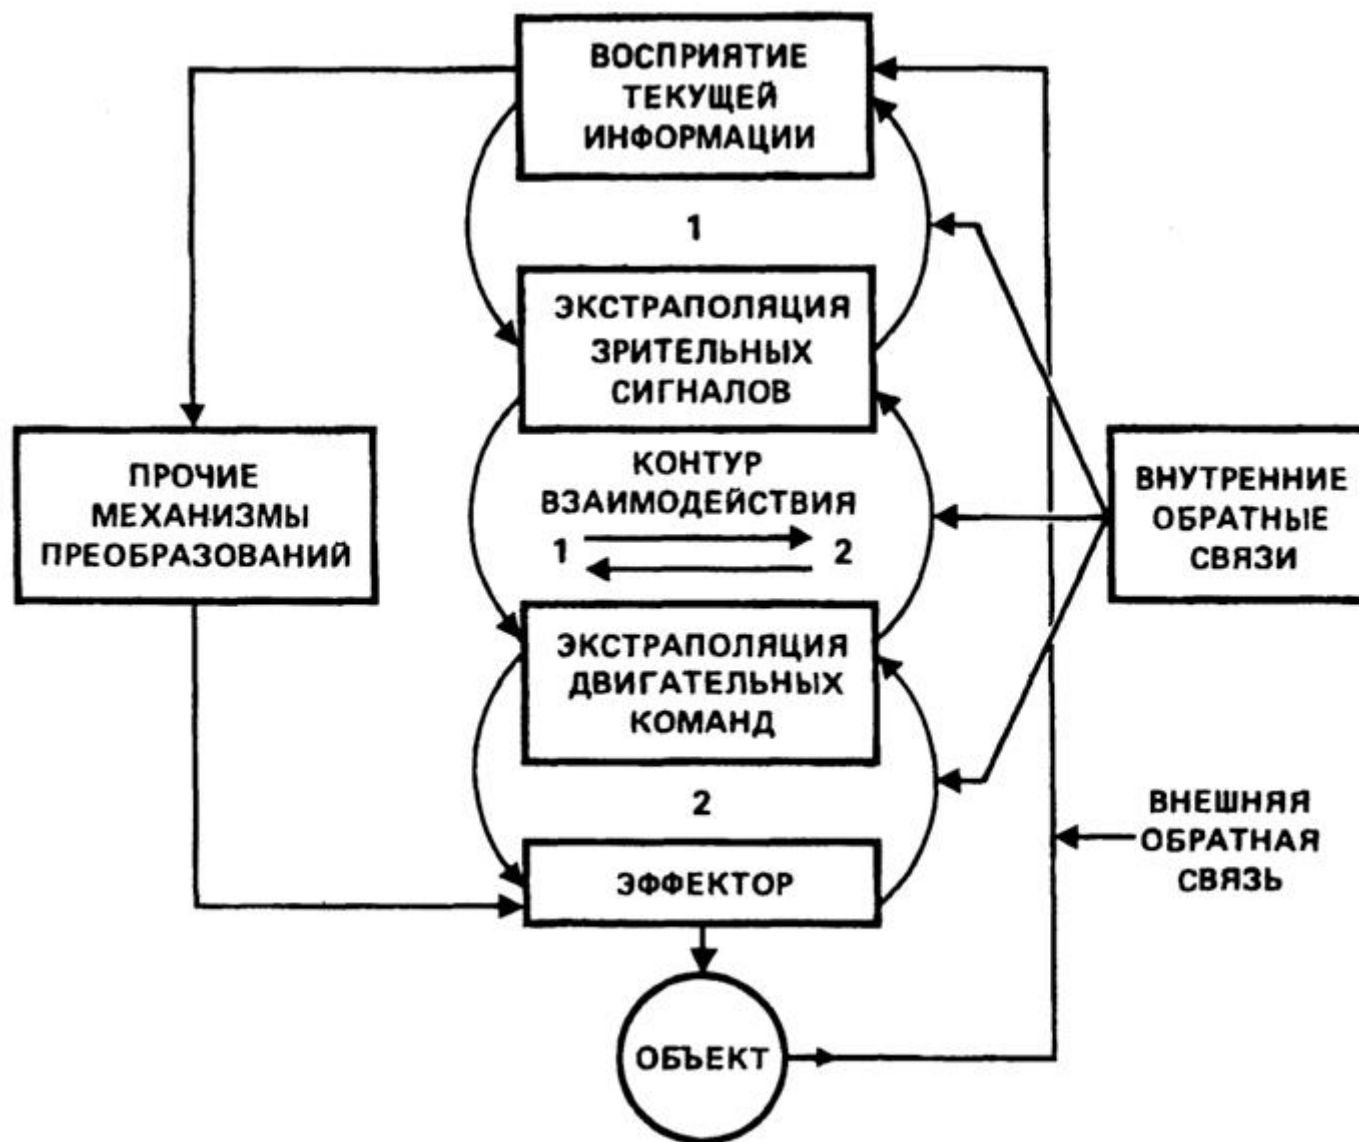 ВОСПРИЯТИЕ
ТЕКУЩЕЙ
ИНФОРМАЦИИ
1
ЭКСТРАПОЛЯЦИЯ
ЗРИТЕЛЬНЫХ
СИГНАЛОВ
ПРОЧИЕ
МЕХАНИЗМЫ
ПРЕОБРАЗОВАНИЙ
КОНТУР
ВЗАИМОДЕЙСТВИЯ
1 2
ВНУТРЕННИЕ
ОБРАТНЫЕ
СВЯЗИ
ЭКСТРАПОЛЯЦИЯ
ДВИГАТЕЛЬНЫХ
КОМАНД
2
ВНЕШНЯЯ
ОБРАТНАЯ
СВЯЗЬ
ЭФФЕКТОР
ОБЪЕКТ